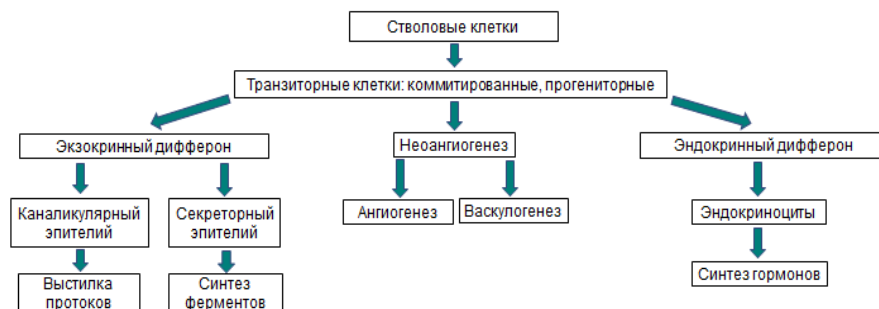 Стволовые клетки
Транзиторные клетки: коммитированные, прогениторные
Экзокринный дифферон
Неоангиогенез
Эндокринный дифферон
Каналикулярный
эпителий
Секреторный
эпителий
Ангиогенез
Васкулогенез
Эндокриноциты
Выстилка
протоков
Синтез
ферментов
Синтез гормонов